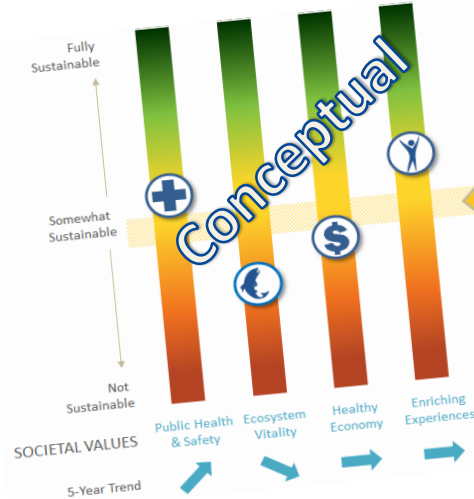 Fully
Sustainable
Conceptual
Somewhat
Sustainable
$
Not
Sustainable
SOCIETAL VALUES
Public Health
& Safety
Ecosystem
Vitality
Healthy
Economy
Enriching
Experiences
5-Year Trend